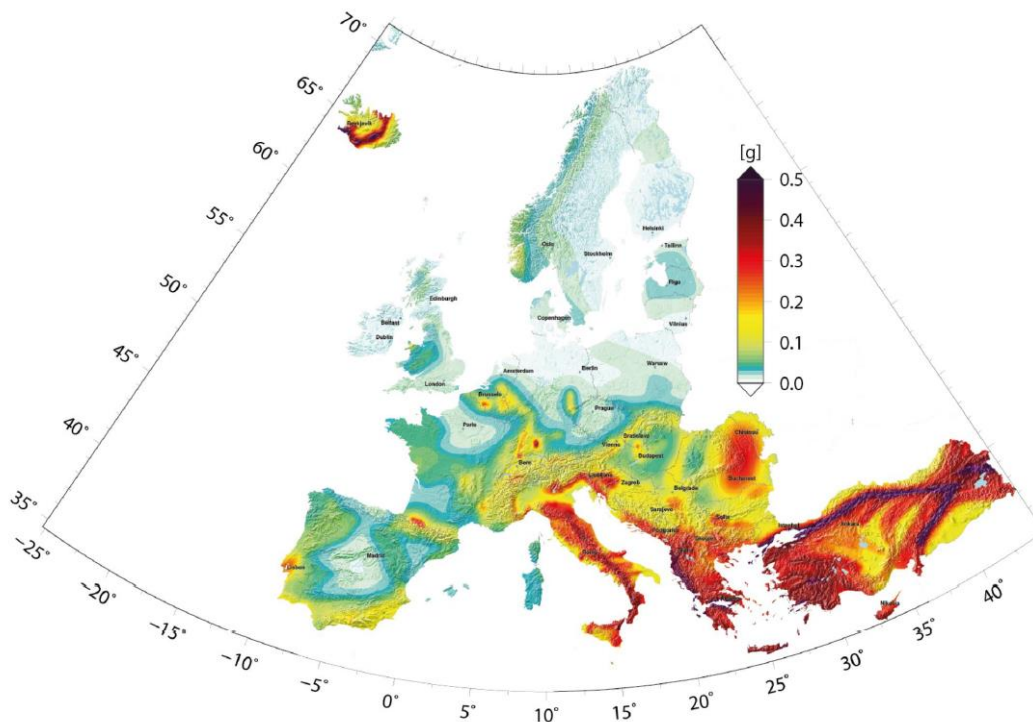 70°
65°
60°
55°
50°
45°
40°
35°
−25°
−20°
−15°
−10°
−5°
0°
5°
10°
15°
20°
25°
30°
35°
40°
[g]
0.5
0.4
0.3
0.2
0.1
0.0
Helsinki
Tallinn
Oslo
Stockholm
Riga
Edinburgh
Copenhagen
Vilnius
Belfast
Dublin
Warsaw
Berlin
Amsterdam
London
Brussels
Prague
Paris
Chisinau
Bratislava
Vienna
Budapest
Bern
Ljubljana
Zagreb
Bucharest
Belgrade
Sarajevo
Sofia
Madrid
Lisbon
Ankara